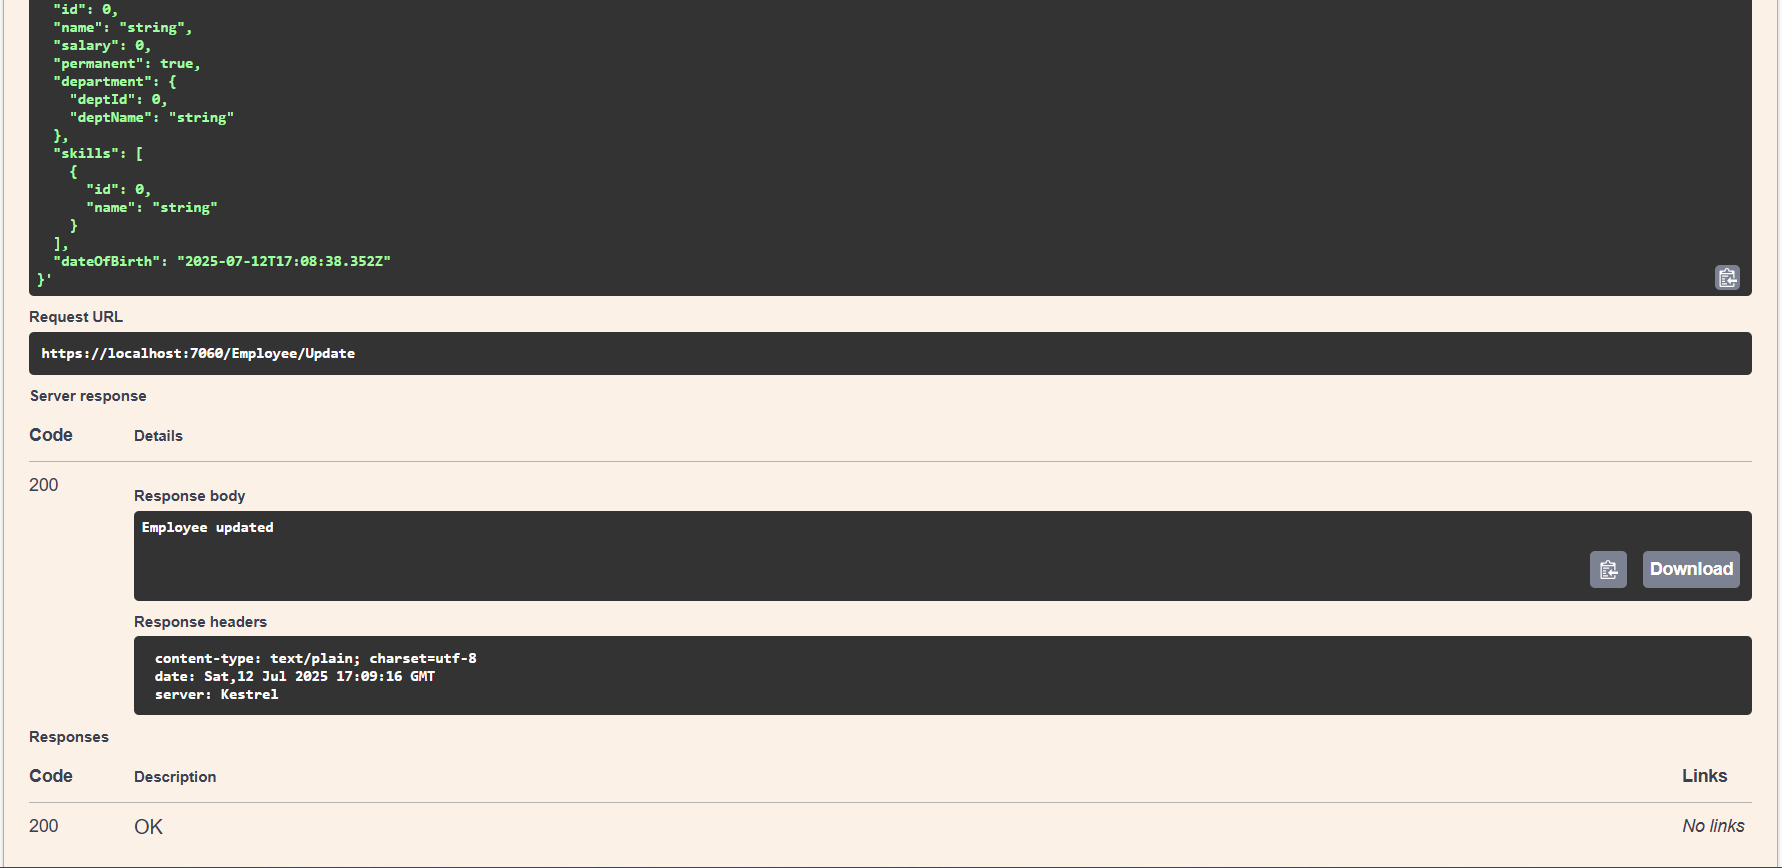 "id": 0,
"name": "string",
"salary": 0,
"permanent": true,
"department": {
"deptId": 0,
"deptName": "string"
},
"skills": [
{
"id": 0,
"name": "string"
}
],
"dateOfBirth": "2025-07-12T17:08:38.352Z"
}'
Request URL
https://localhost:7060/Employee/Update
Server response
Code Details
200
Response body
Employee updated
Download
Response headers
content-type: text/plain; charset=utf-8
date: Sat,12 Jul 2025 17:09:16 GMT
server: Kestrel
Responses
Code Description Links
200 OK No links